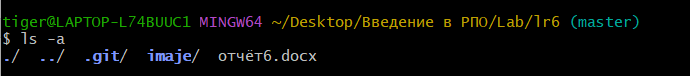 tiger@LAPTOP-L74BUUC1 MINGW64 ~/Desktop/Введение в РПО/Lab/lr6 (master)
$ ls -a
./  ../  .git/  imaje/  отчёт6.docx